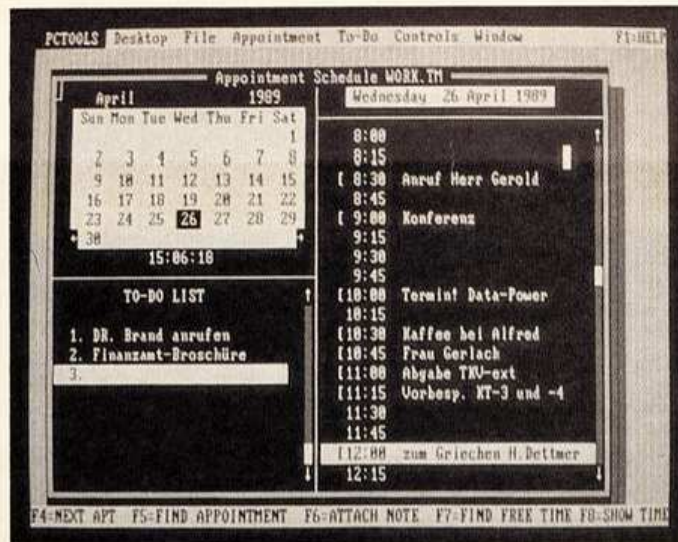 PCTOOLS Desktop File Appointment To-Do Controls Window F1=HELP
Appointment Schedule WORK.TM
April 1989
Sun Mon Tue Wed Thu Fri Sat
1
2 3 4 5 6 7 8
9 10 11 12 13 14 15
16 17 18 19 20 21 22
23 24 25 26 27 28 29
30
15:06:18
TO-DO LIST
1. DR. Brand anrufen
2. Finanzamt-Broschüre
3.
Wednesday 26 April 1989
8:00
8:15
[ 8:30 Anruf Herr Gerold
8:45
[ 9:00 Konferenz
9:15
9:30
9:45
[10:00 Termin! Data-Power
10:15
[10:30 Kaffee bei Alfred
[10:45 Frau Gerlach
[11:00 Abgabe TKV-ext
[11:15 Vorbesp. KT-3 und -4
11:30
11:45
[12:00 zum Griechen H.Dettmer
12:15
F4=NEXT APT F5=FIND APPOINTMENT F6=ATTACH NOTE F7=FIND FREE TIME F8=SHOW TIME